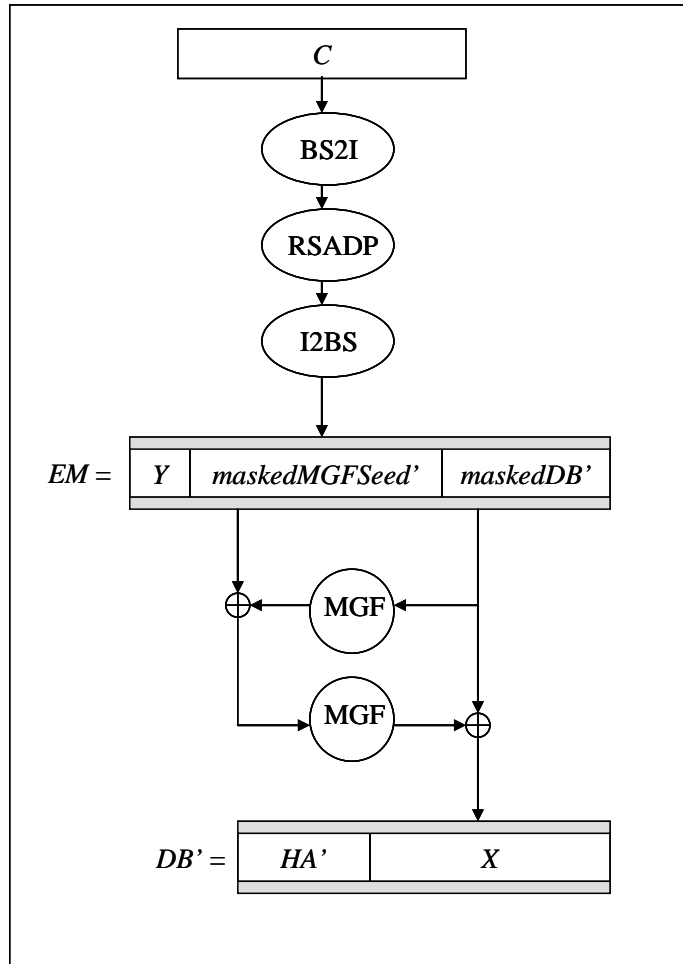 C
BS2I
RSADP
I2BS
EM = Y maskedMGFSeed’ maskedDB’
MGF
MGF
DB’ = HA’ X